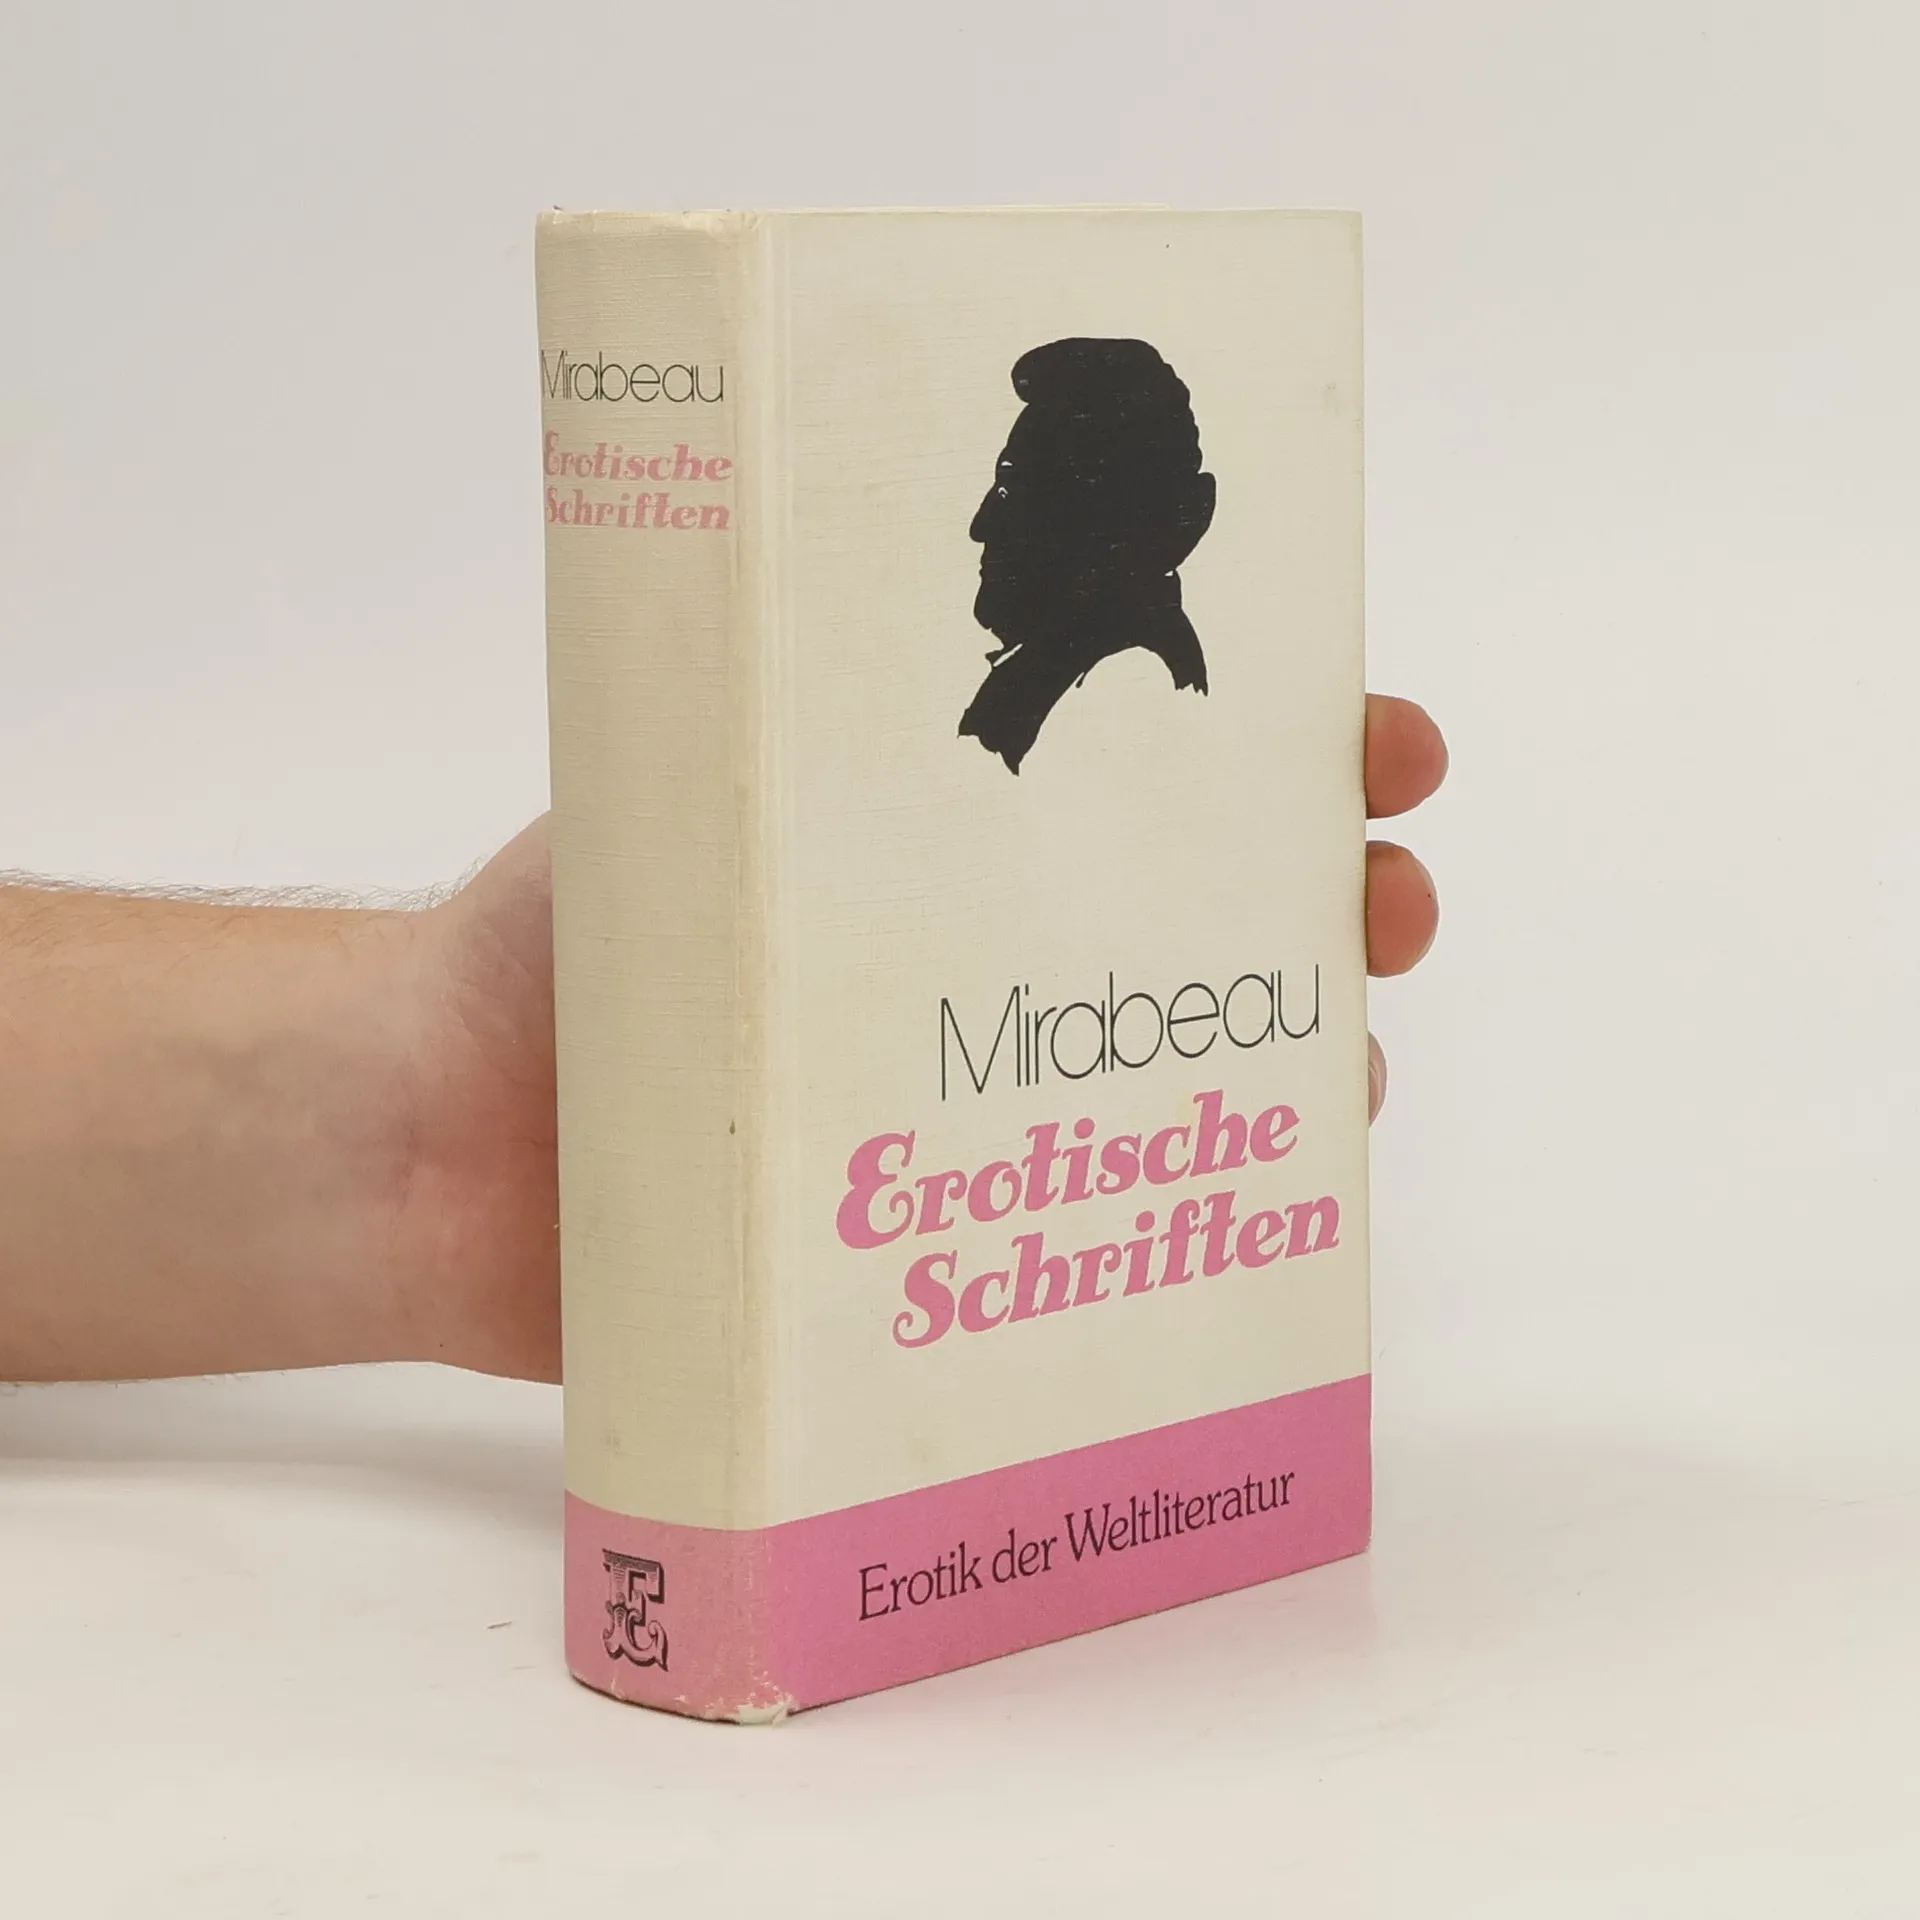 Mirabeau
Erotische
Schriften
E
Mirabeau
Erotische
Schriften
Erotik der Weltliteratur